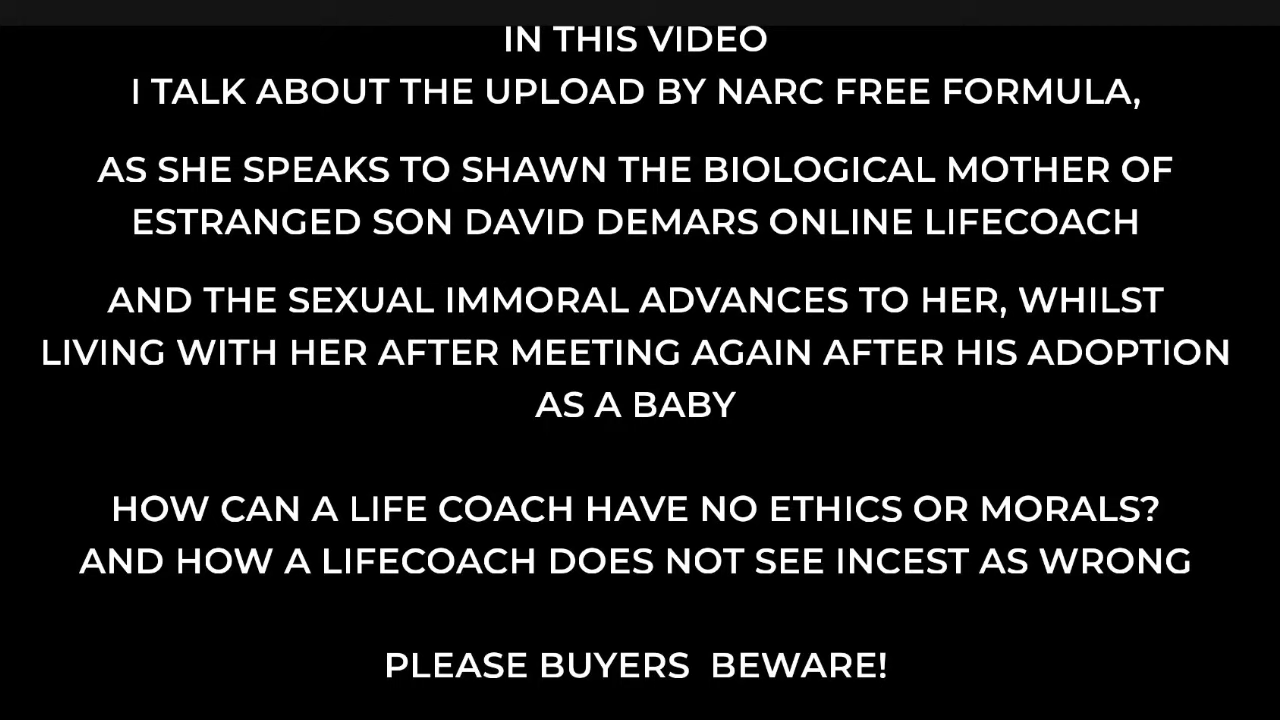 IN THIS VIDEO
I TALK ABOUT THE UPLOAD BY NARC FREE FORMULA,
AS SHE SPEAKS TO SHAWN THE BIOLOGICAL MOTHER OF
ESTRANGED SON DAVID DEMARS ONLINE LIFECOACH
AND THE SEXUAL IMMORAL ADVANCES TO HER, WHILST
LIVING WITH HER AFTER MEETING AGAIN AFTER HIS ADOPTION
AS A BABY
HOW CAN A LIFE COACH HAVE NO ETHICS OR MORALS?
AND HOW A LIFECOACH DOES NOT SEE INCEST AS WRONG
PLEASE BUYERS  BEWARE!